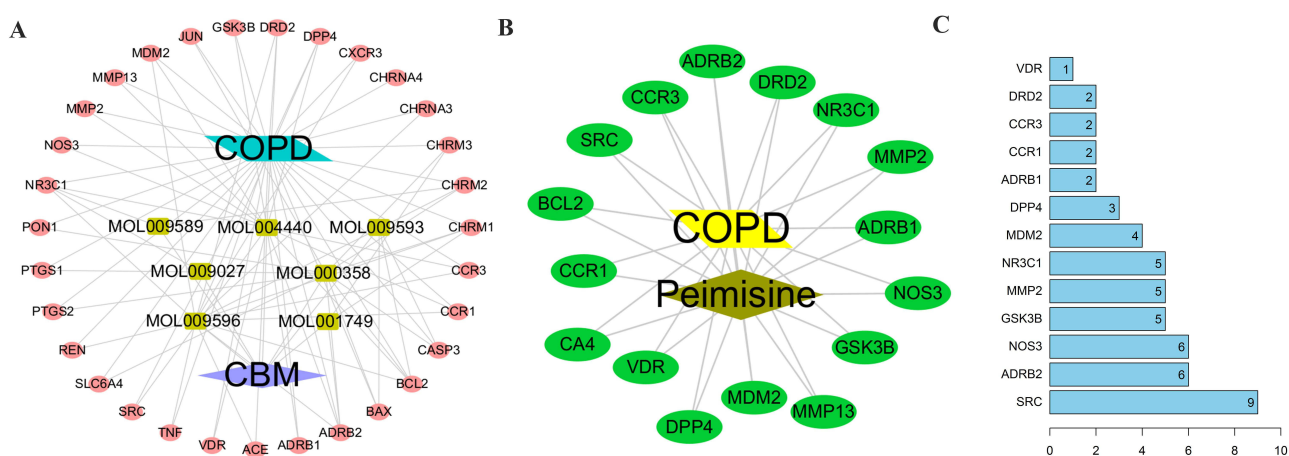 A
GSK3B
DRD2
JUN
DPP4
MDM2
CXCR3
MMP13
CHRNA4
MMP2
CHRNA3
NOS3
CHRM3
COPD
NR3C1
CHRM2
PON1
MOL009589
MOL004440
MOL009593
CHRM1
PTGS1
MOL009027
MOL000358
CCR3
PTGS2
MOL009596
MOL001749
CCR1
REN
CASP3
CBM
SLC6A4
BCL2
SRC
BAX
TNF
ADRB2
VDR
ACE
ADRB1
B
ADRB2
DRD2
CCR3
NR3C1
SRC
MMP2
BCL2
COPD
ADRB1
CCR1
Peimisine
NOS3
CA4
GSK3B
VDR
MDM2
MMP13
DPP4
C
VDR 1
DRD2 2
CCR3 2
CCR1 2
ADRB1 2
DPP4 3
MDM2 4
NR3C1 5
MMP2 5
GSK3B 5
NOS3 6
ADRB2 6
SRC 9
0 2 4 6 8 10